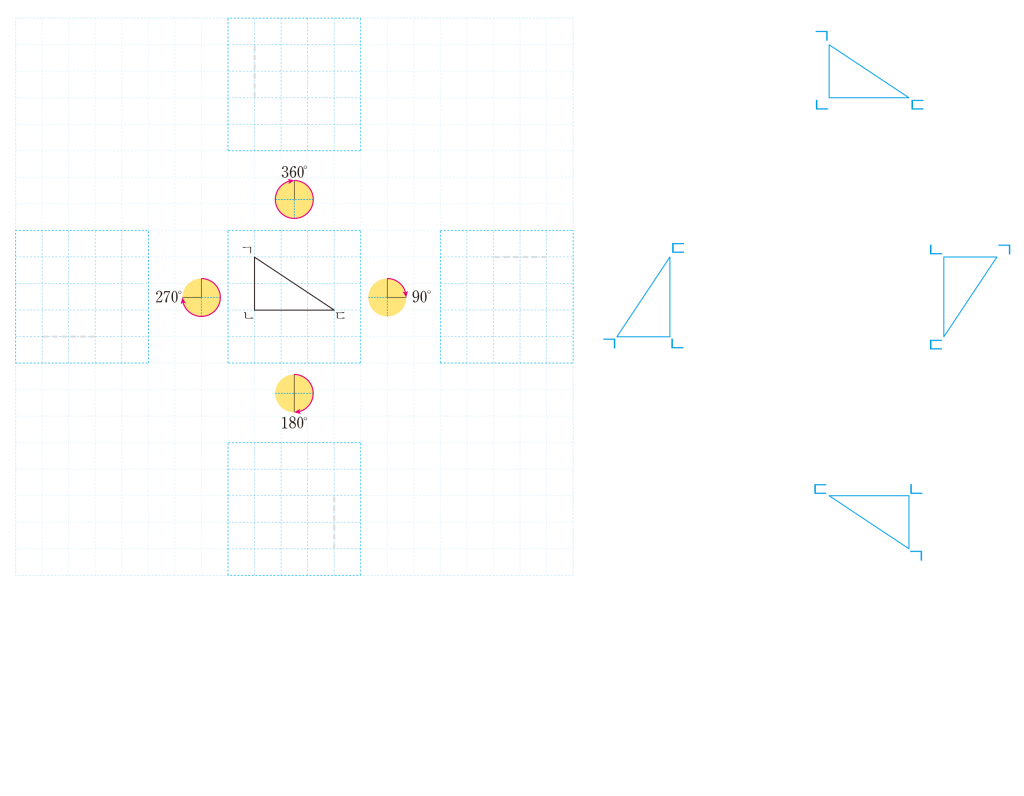 ㄱ
ㄴ ㄷ
360°
ㄱ
270°
90°
ㄴ ㄷ
180°
ㄷ
ㄱ ㄴ
ㄴ ㄱ
ㄷ
ㄷ ㄴ
ㄱ